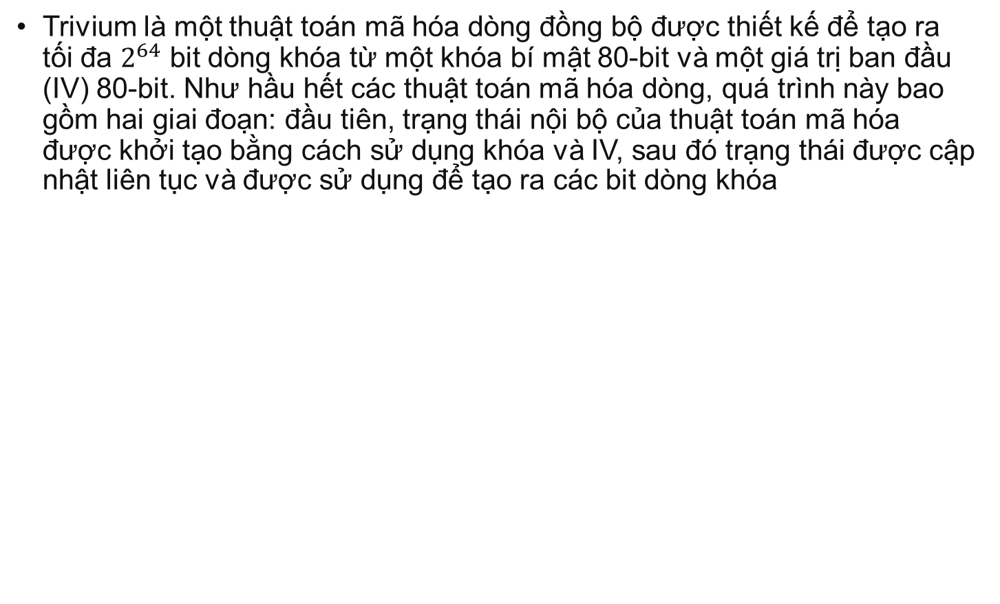 • Trivium là một thuật toán mã hóa dòng đồng bộ được thiết kế để tạo ra
tối đa 2⁶⁴ bit dòng khóa từ một khóa bí mật 80-bit và một giá trị ban đầu
(IV) 80-bit. Như hầu hết các thuật toán mã hóa dòng, quá trình này bao
gồm hai giai đoạn: đầu tiên, trạng thái nội bộ của thuật toán mã hóa
được khởi tạo bằng cách sử dụng khóa và IV, sau đó trạng thái được cập
nhật liên tục và được sử dụng để tạo ra các bit dòng khóa